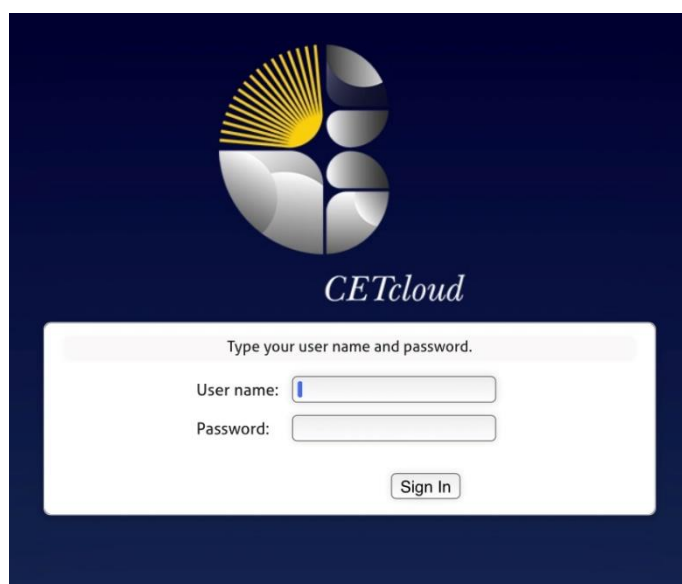 CETcloud
Type your user name and password.
User name:
Password:
Sign In